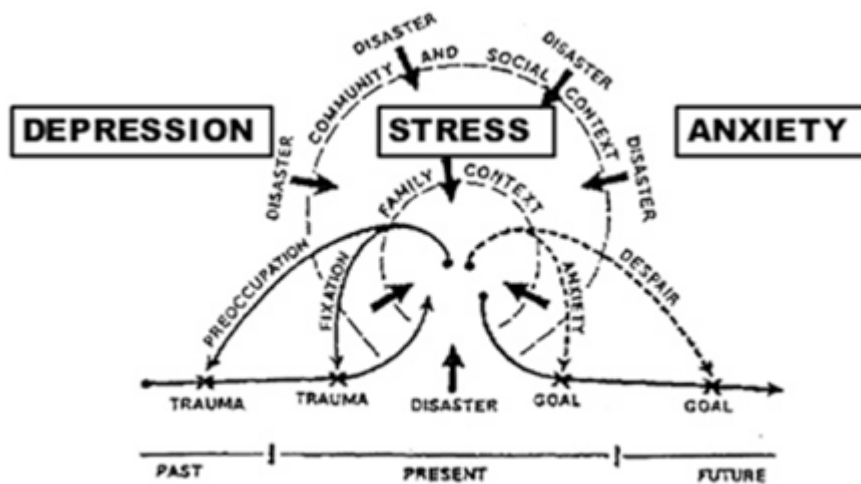 DISASTER
DISASTER
COMMUNITY AND SOCIAL CONTEXT
DEPRESSION
STRESS
ANXIETY
DISASTER
DISASTER
FAMILY CONTEXT
PREOCCUPATION
FIXATION
ANXIETY
DESPAIR
TRAUMA
TRAUMA
DISASTER
GOAL
GOAL
PAST
PRESENT
FUTURE